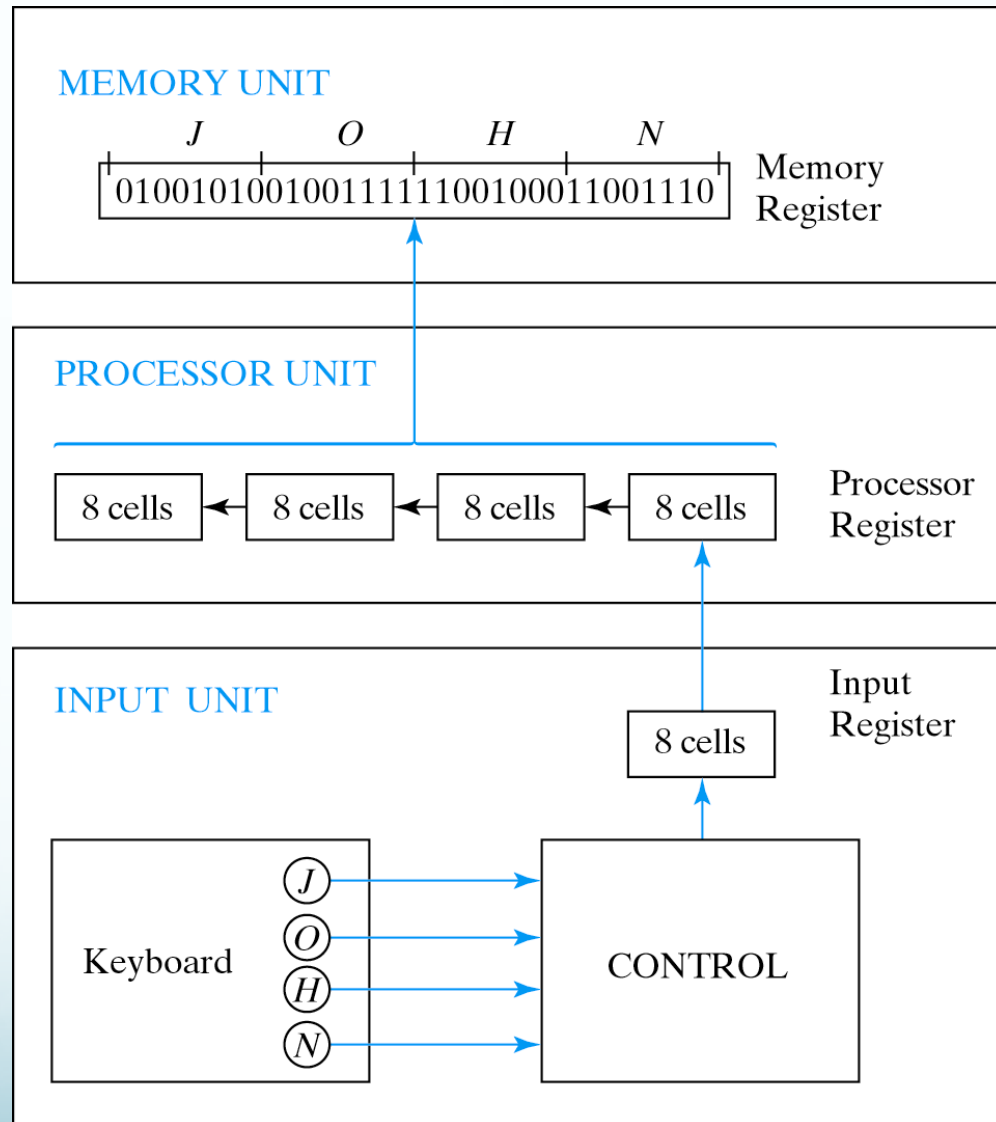 MEMORY UNIT
J O H N
01001010010011111100100011001110
Memory
Register
PROCESSOR UNIT
8 cells 8 cells 8 cells 8 cells
Processor
Register
INPUT UNIT
Input
Register
8 cells
J
O
Keyboard
CONTROL
H
N